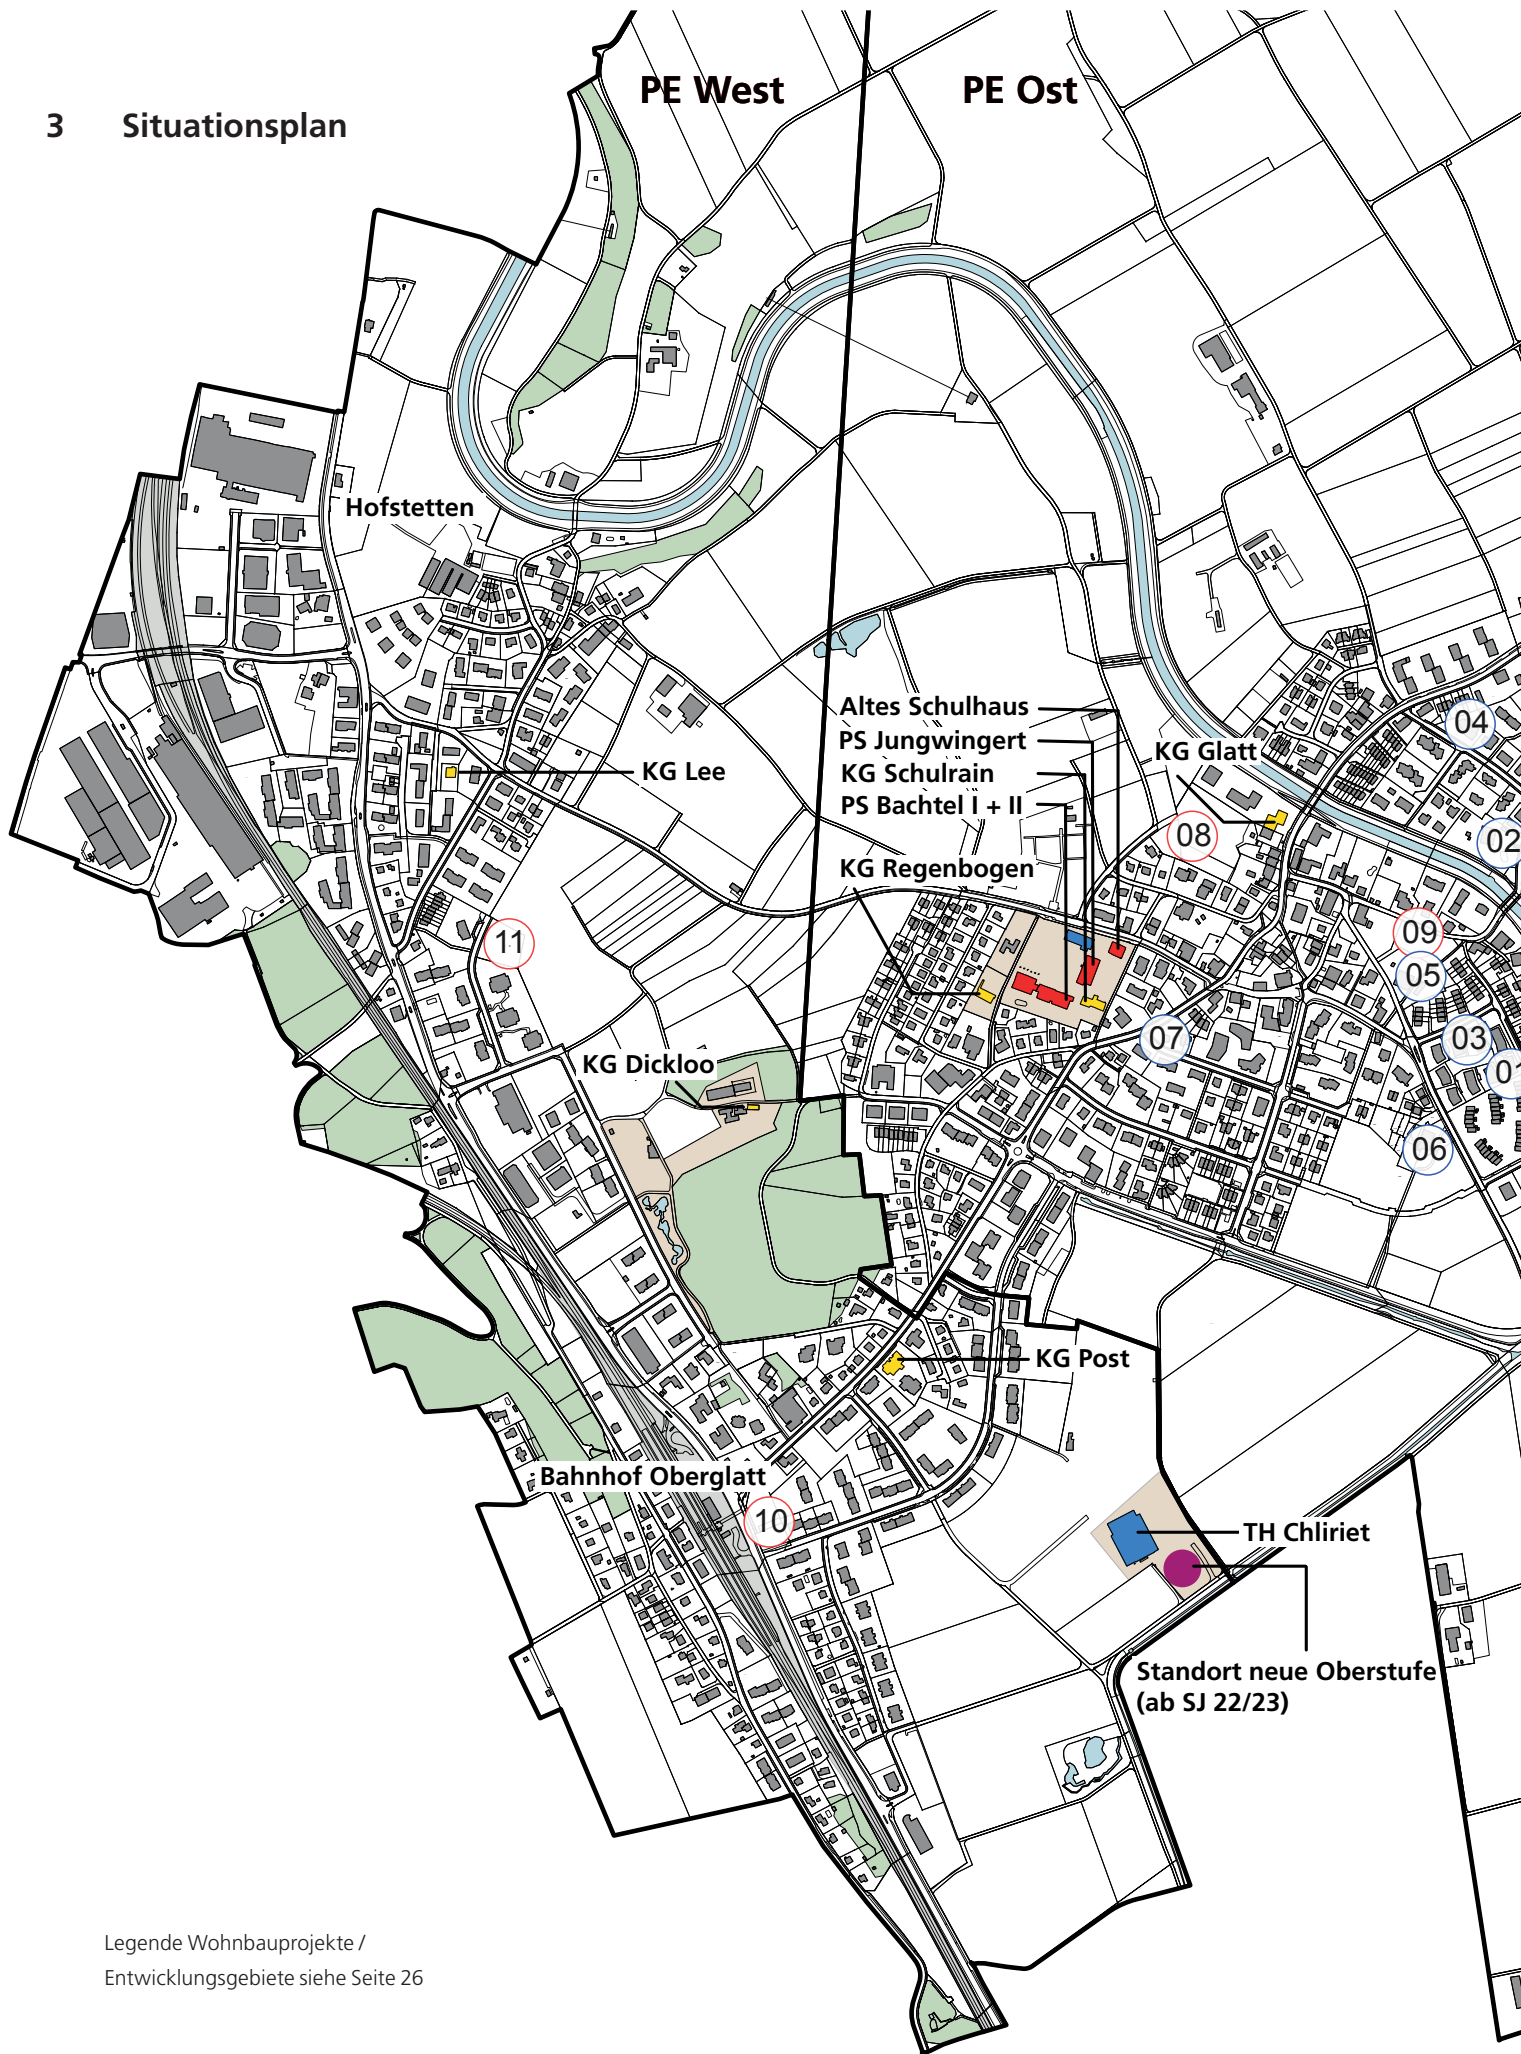 PE West
PE Ost
3 Situationsplan
Hofstetten
Altes Schulhaus
PS Jungwingert
KG Schulrain
PS Bachtel I + II
KG Glatt
KG Lee
KG Regenbogen
04
02
08
09
05
11
07
03
01
06
KG Dickloo
KG Post
Bahnhof Oberglatt
10
TH Chliriet
Standort neue Oberstufe
(ab SJ 22/23)
Legende Wohnbauprojekte /
Entwicklungsgebiete siehe Seite 26